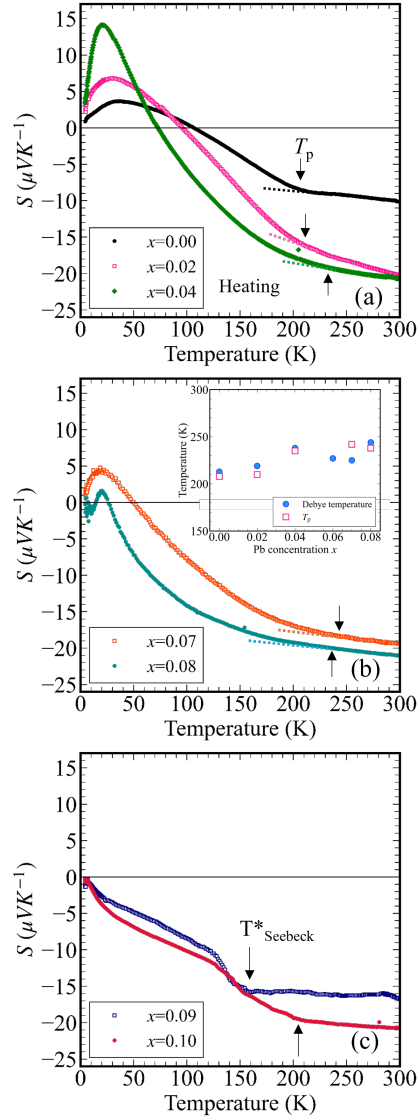 15
10
5
0
−5
−10
−15
−20
−25
S (μVK−1)
Tp
x=0.00
x=0.02
x=0.04
Heating
(a)
0 50 100 150 200 250 300
Temperature (K)
15
10
5
0
−5
−10
−15
−20
−25
S (μVK−1)
250
200
150
Temperature (K)
Debye temperature
Tp
0.00 0.02 0.04 0.06 0.08
Pb concentration x
x=0.07
x=0.08
(b)
0 50 100 150 200 250 300
Temperature (K)
15
10
5
0
−5
−10
−15
−20
−25
S (μVK−1)
T*Seebeck
x=0.09
x=0.10
(c)
0 50 100 150 200 250 300
Temperature (K)